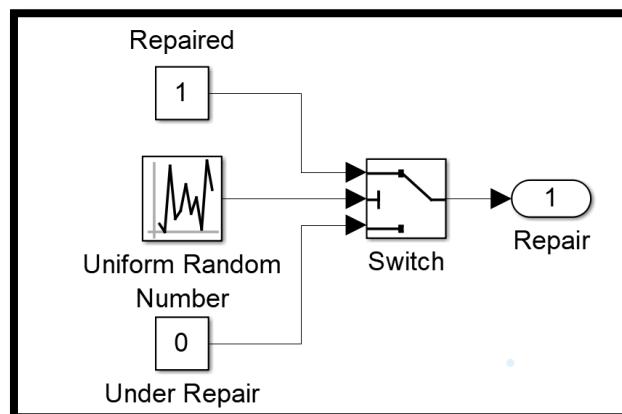 Repaired
1
Uniform Random
Number
0
Under Repair
Switch
1
Repair